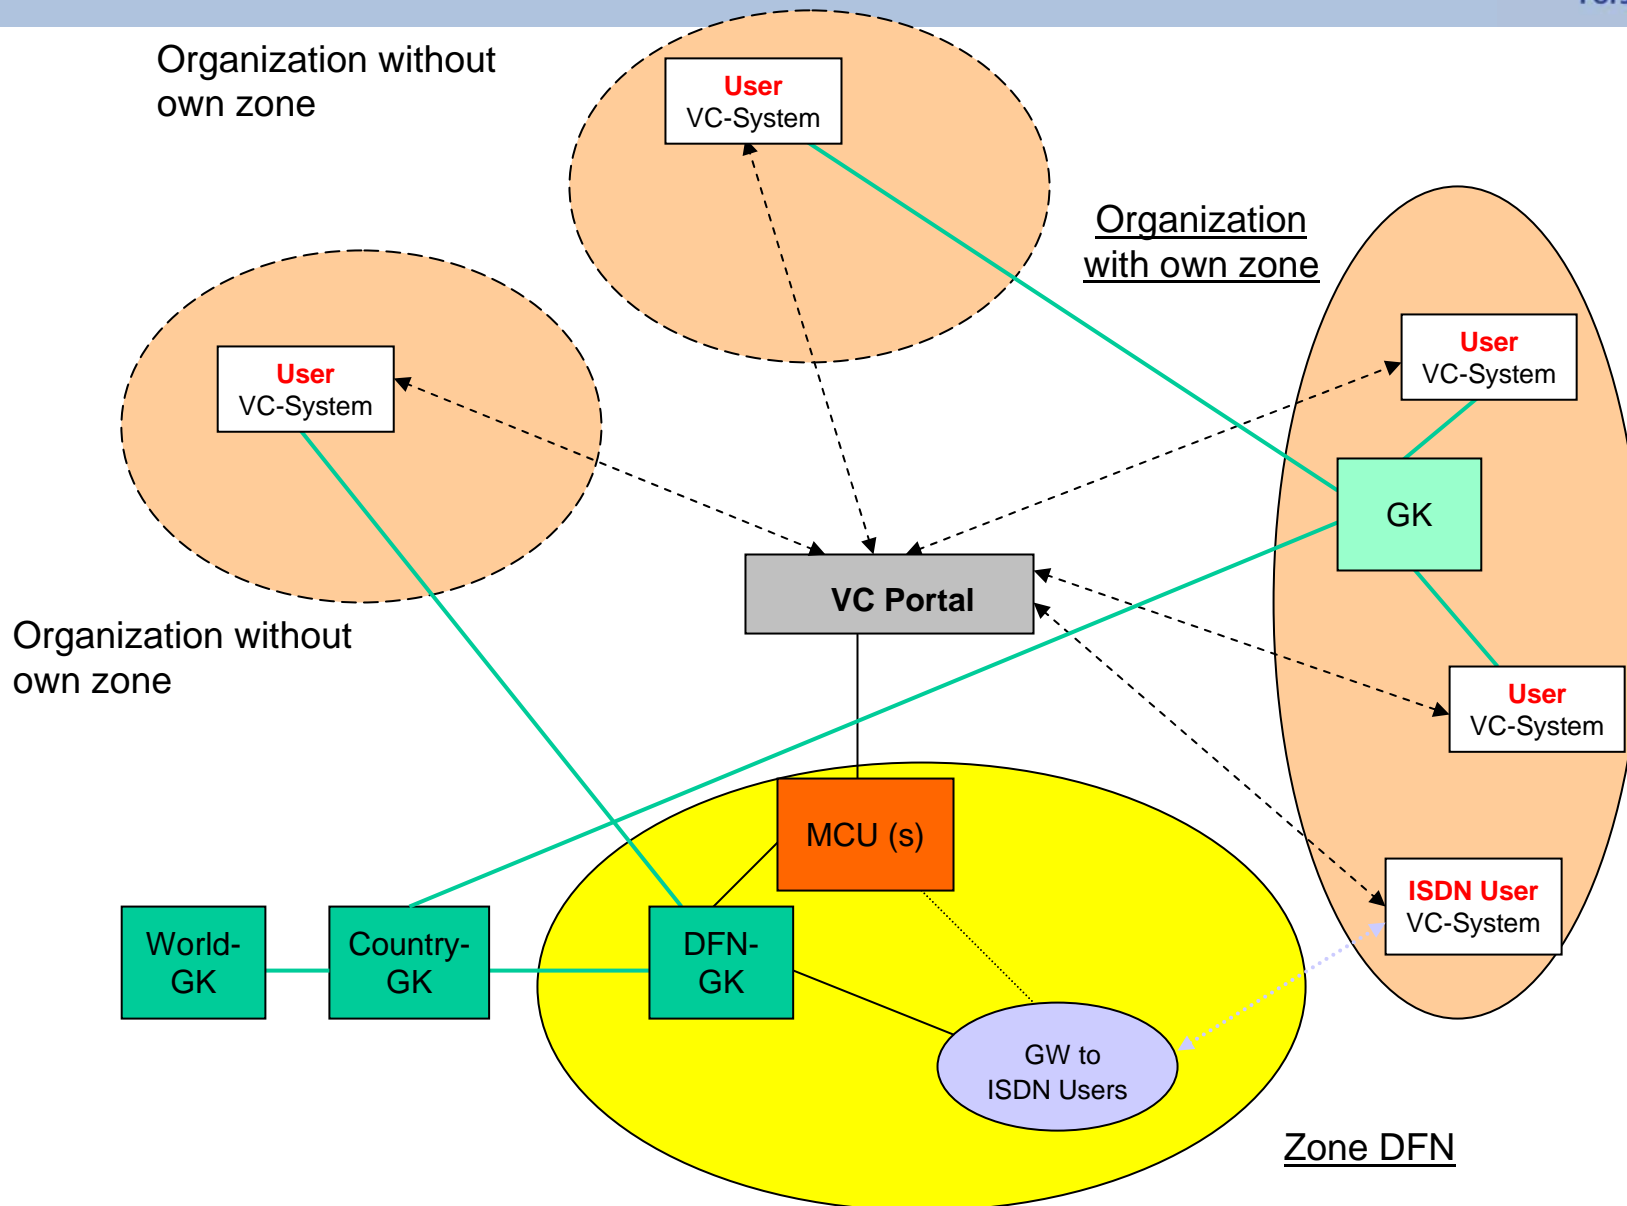 Organization without
own zone
User
VC-System
Organization
with own zone
User
VC-System
User
VC-System
GK
VC Portal
Organization without
own zone
User
VC-System
MCU (s)
ISDN User
VC-System
World-
GK
Country-
GK
DFN-
GK
GW to
ISDN Users
Zone DFN